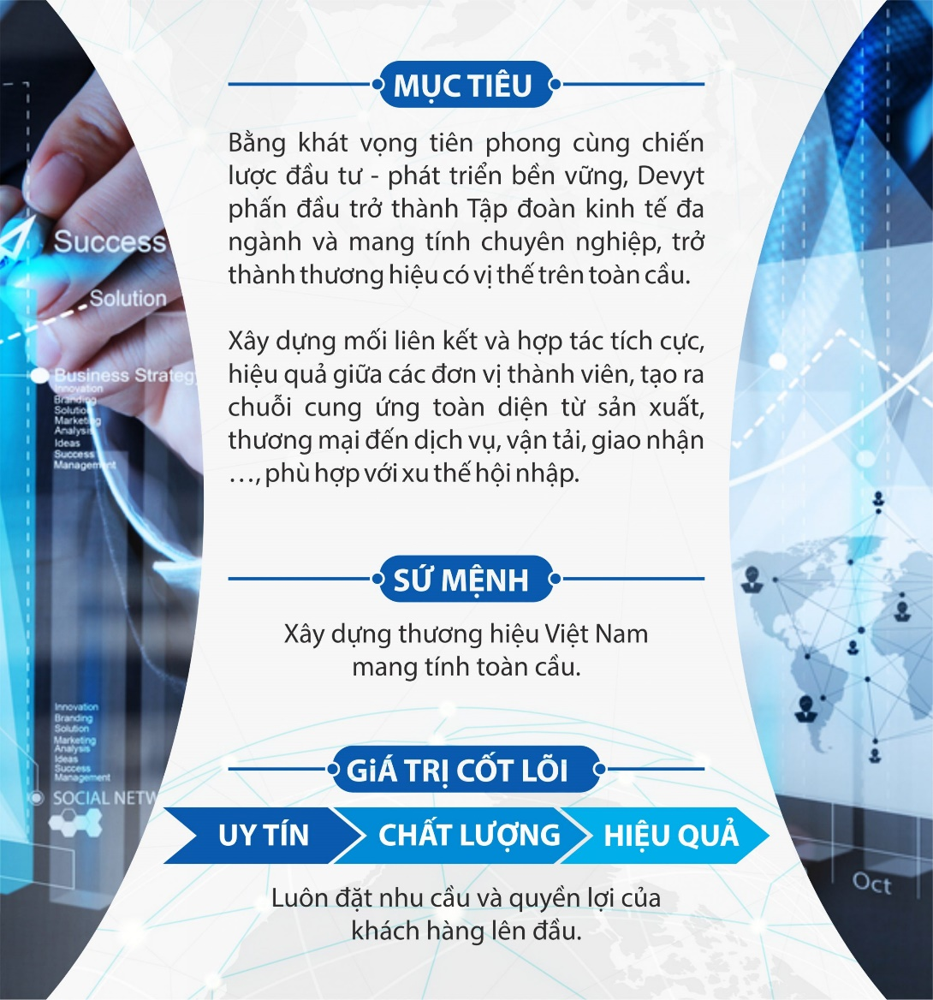 MỤC TIÊU
Bằng khát vọng tiên phong cùng chiến
lược đầu tư - phát triển bền vững, Devyt
phấn đầu trở thành Tập đoàn kinh tế đa
ngành và mang tính chuyên nghiệp, trở
thành thương hiệu có vị thế trên toàn cầu.
Xây dựng mối liên kết và hợp tác tích cực,
hiệu quả giữa các đơn vị thành viên, tạo ra
chuỗi cung ứng toàn diện từ sản xuất,
thương mại đến dịch vụ, vận tải, giao nhận
…, phù hợp với xu thế hội nhập.
SỨ MỆNH
Xây dựng thương hiệu Việt Nam
mang tính toàn cầu.
GiÁ TRỊ CỐT LÕI
UY TÍN
CHẤT LƯỢNG
HIỆU QUẢ
Luôn đặt nhu cầu và quyền lợi của
khách hàng lên đầu.
Success
Solution
Business Strategy
Innovation
Branding
Solution
Marketing
Analysis
Ideas
Success
Management
Innovation
Branding
Solution
Marketing
Analysis
Ideas
Success
Management
SOCIAL NETW
Oct